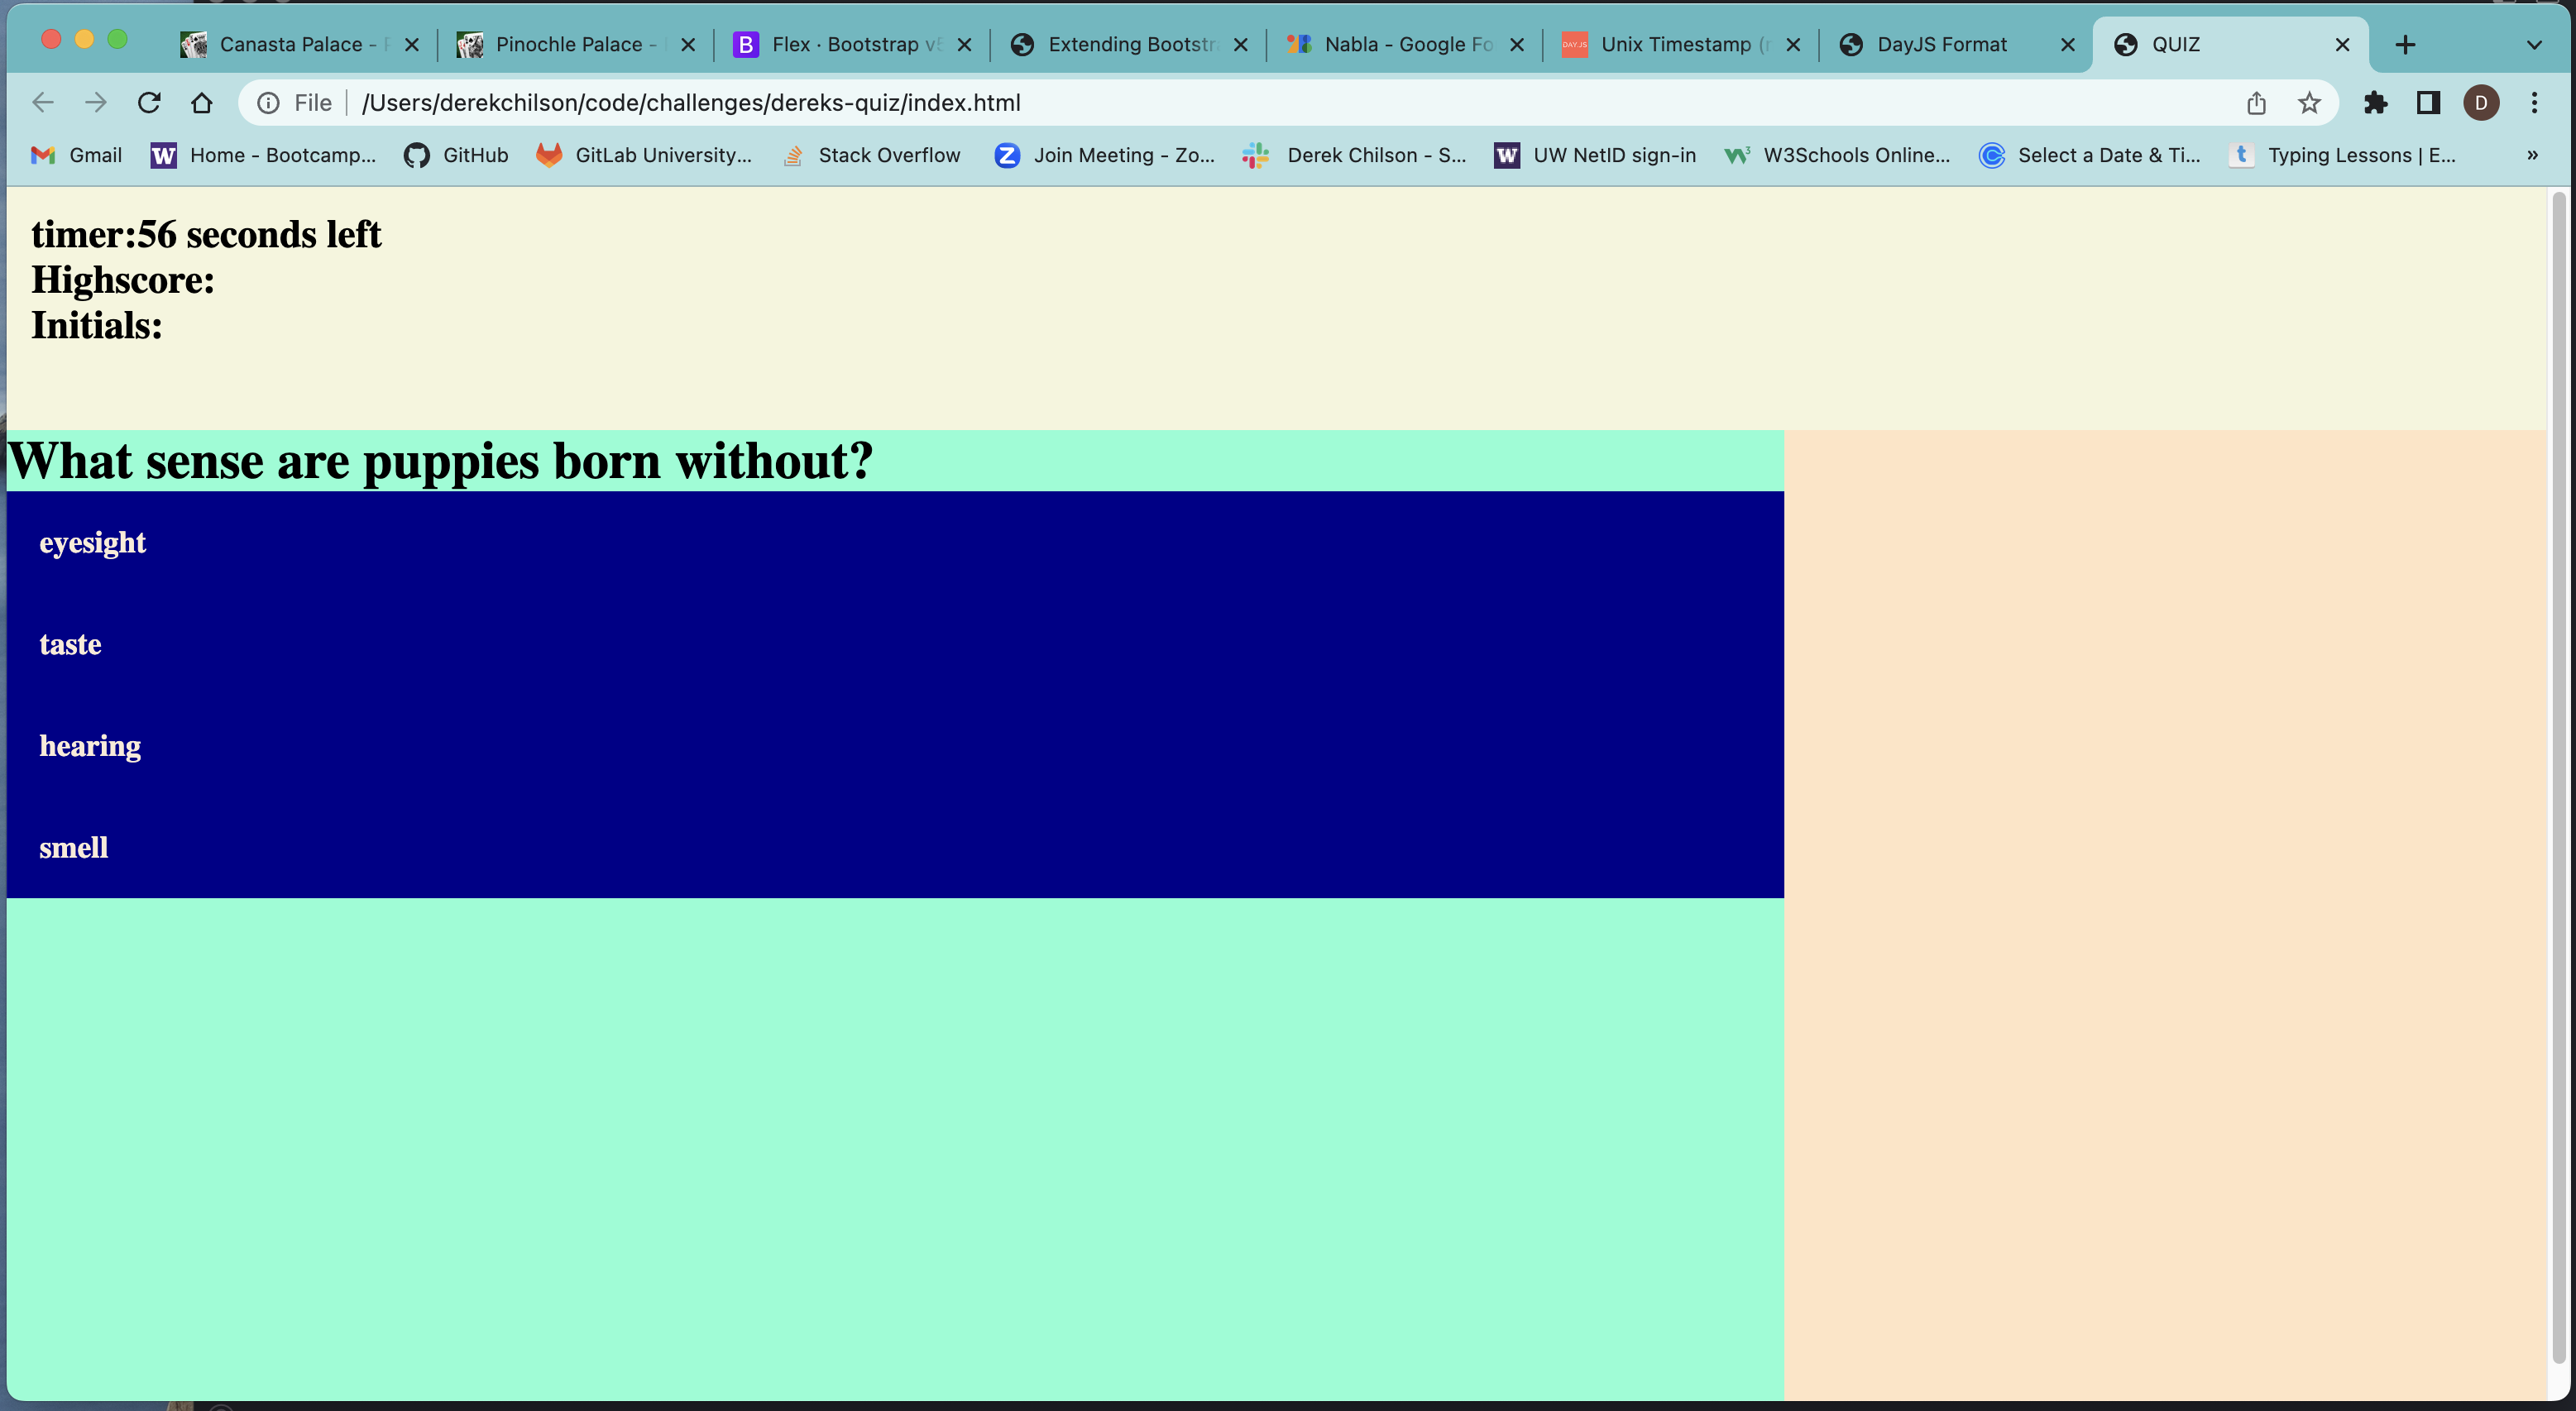 Canasta Palace - Pinochle Palace - Flex · Bootstrap v5 Extending Bootstr Nabla - Google Fo Unix Timestamp ( DayJS Format QUIZ
File /Users/derekchilson/code/challenges/dereks-quiz/index.html D
Gmail Home - Bootcamp... GitHub GitLab University... Stack Overflow Join Meeting - Zo... Derek Chilson - S... UW NetID sign-in W3Schools Online... Select a Date & Ti... Typing Lessons | E... »
timer:56 seconds left
Highscore:
Initials:
What sense are puppies born without?
eyesight
taste
hearing
smell